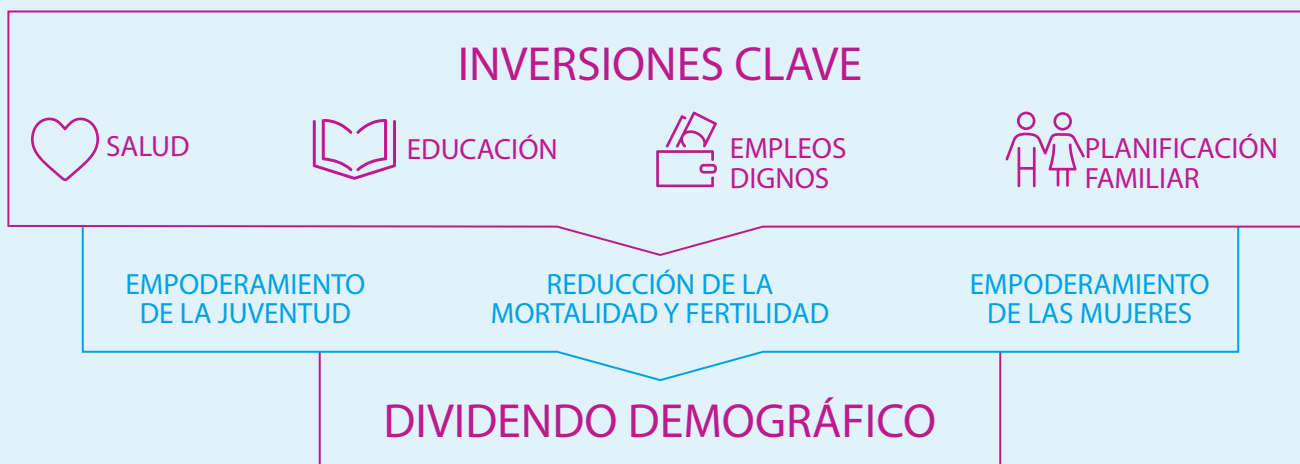 INVERSIONES CLAVE
SALUD
EDUCACIÓN
EMPLEOS
DIGNOS
PLANIFICACIÓN
FAMILIAR
EMPODERAMIENTO
DE LA JUVENTUD
REDUCCIÓN DE LA
MORTALIDAD Y FERTILIDAD
EMPODERAMIENTO
DE LAS MUJERES
DIVIDENDO DEMOGRÁFICO